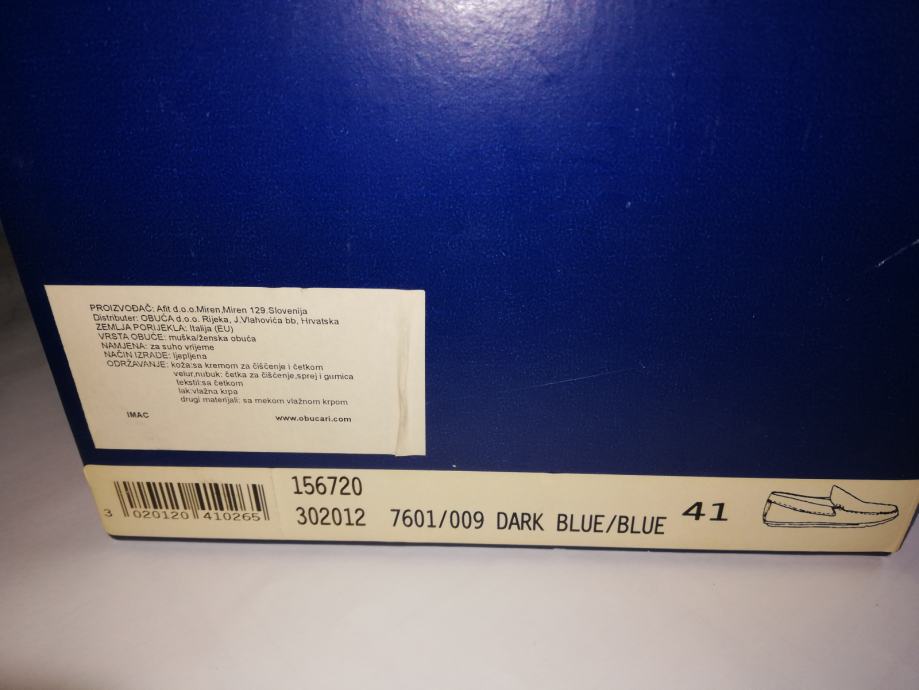 PROIZVOĐAČ: Afit d.o.o.Miren,Miren 129.Slovenija
Distributer: OBUĆA d.o.o. Rijeka, J.Vlahovića bb, Hrvatska
ZEMLJA PORIJEKLA: Italija (EU)
VRSTA OBUĆE: muška/ženska obuća
NAMJENA: za suho vrijeme
NAČIN IZRADE: ljepljena
ODRŽAVANJE: koža:sa kremom za čišćenje i četkom
velur,nubuk: četka za čišćenje,sprej i gumica
tekstil:sa četkom
lak:vlažna krpa
drugi materijali: sa mekom vlažnom krpom
IMAC www.obucari.com
156720
3 020120 410265 302012 7601/009 DARK BLUE/BLUE 41